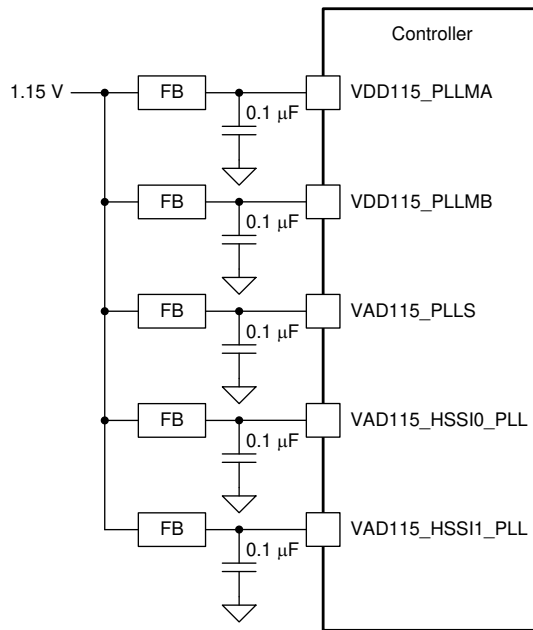 Controller
1.15 V
FB
VDD115_PLLMA
0.1 μF
FB
VDD115_PLLMB
0.1 μF
FB
VAD115_PLLS
0.1 μF
FB
VAD115_HSSI0_PLL
0.1 μF
FB
VAD115_HSSI1_PLL
0.1 μF